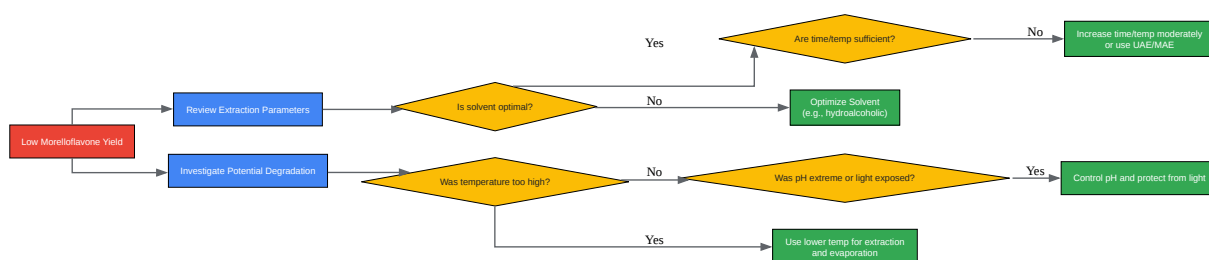 Are time/temp sufficient?
Yes
No
Increase time/temp moderately
or use UAE/MAE
Review Extraction Parameters
Is solvent optimal?
No
Optimize Solvent
(e.g., hydroalcoholic)
Low Morelloflavone Yield
Investigate Potential Degradation
Was temperature too high?
No
Was pH extreme or light exposed?
Yes
Control pH and protect from light
Yes
Use lower temp for extraction
and evaporation